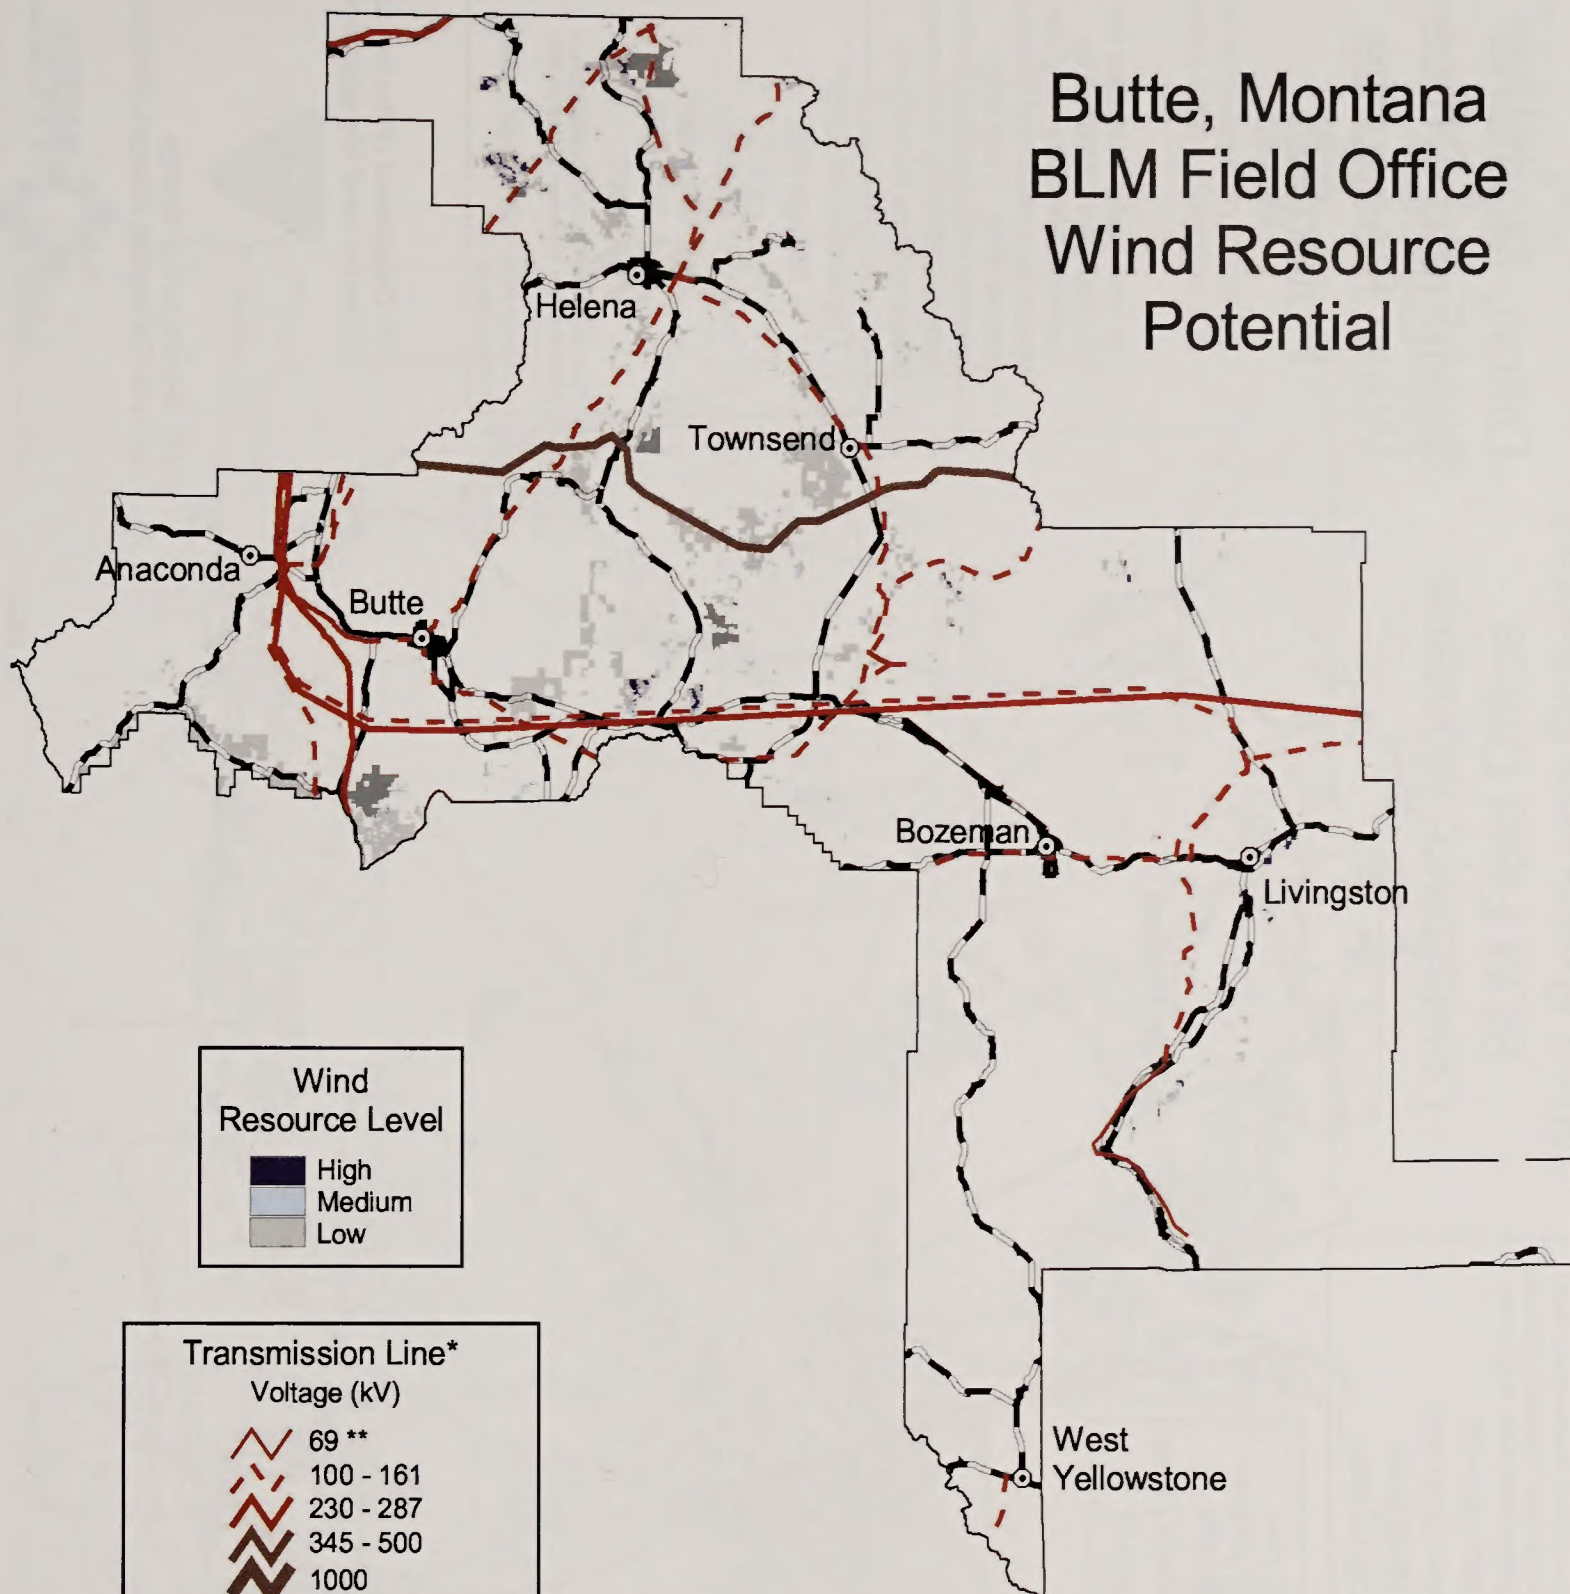 Butte, Montana
BLM Field Office
Wind Resource
Potential
Helena
Townsend
Anaconda
Butte
Bozeman
Livingston
West
Yellowstone
Wind
Resource Level
High
Medium
Low
Transmission Line*
Voltage (kV)
69 **
100 - 161
230 - 287
345 - 500
1000